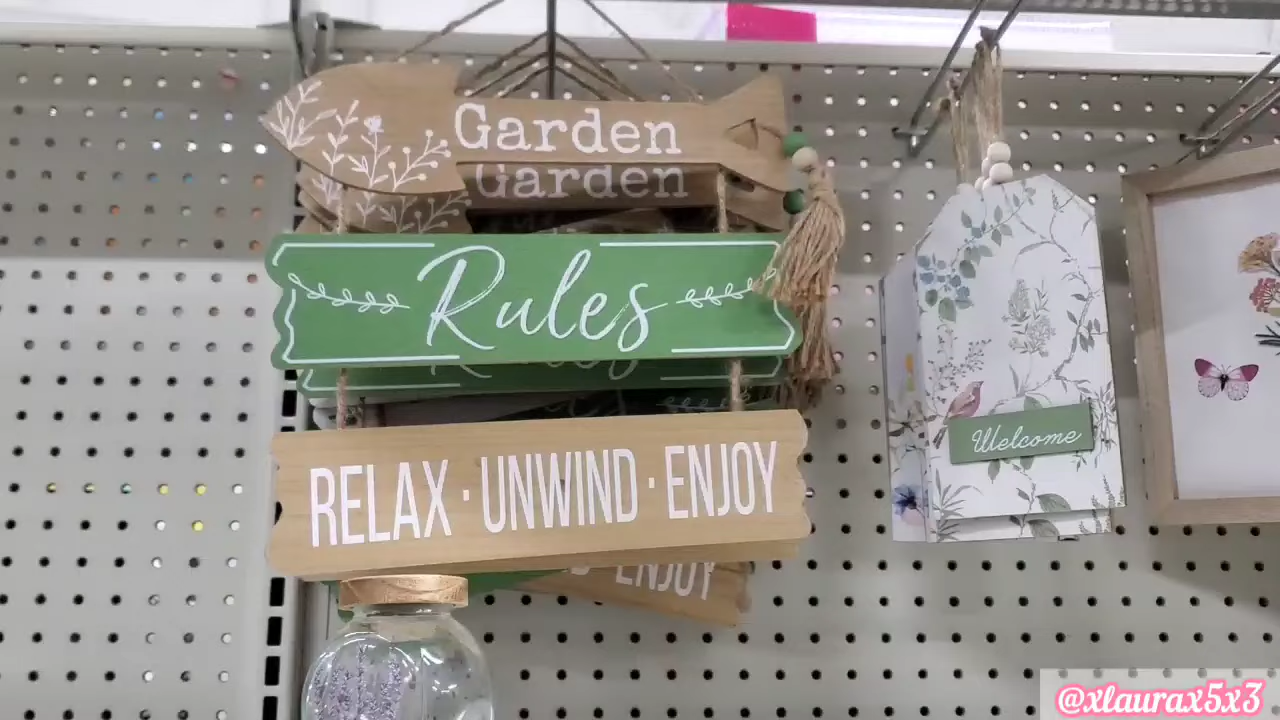 Garden
Garden
Rules
RELAX · UNWIND · ENJOY
ENJOY
Welcome
@xlaurax5x3